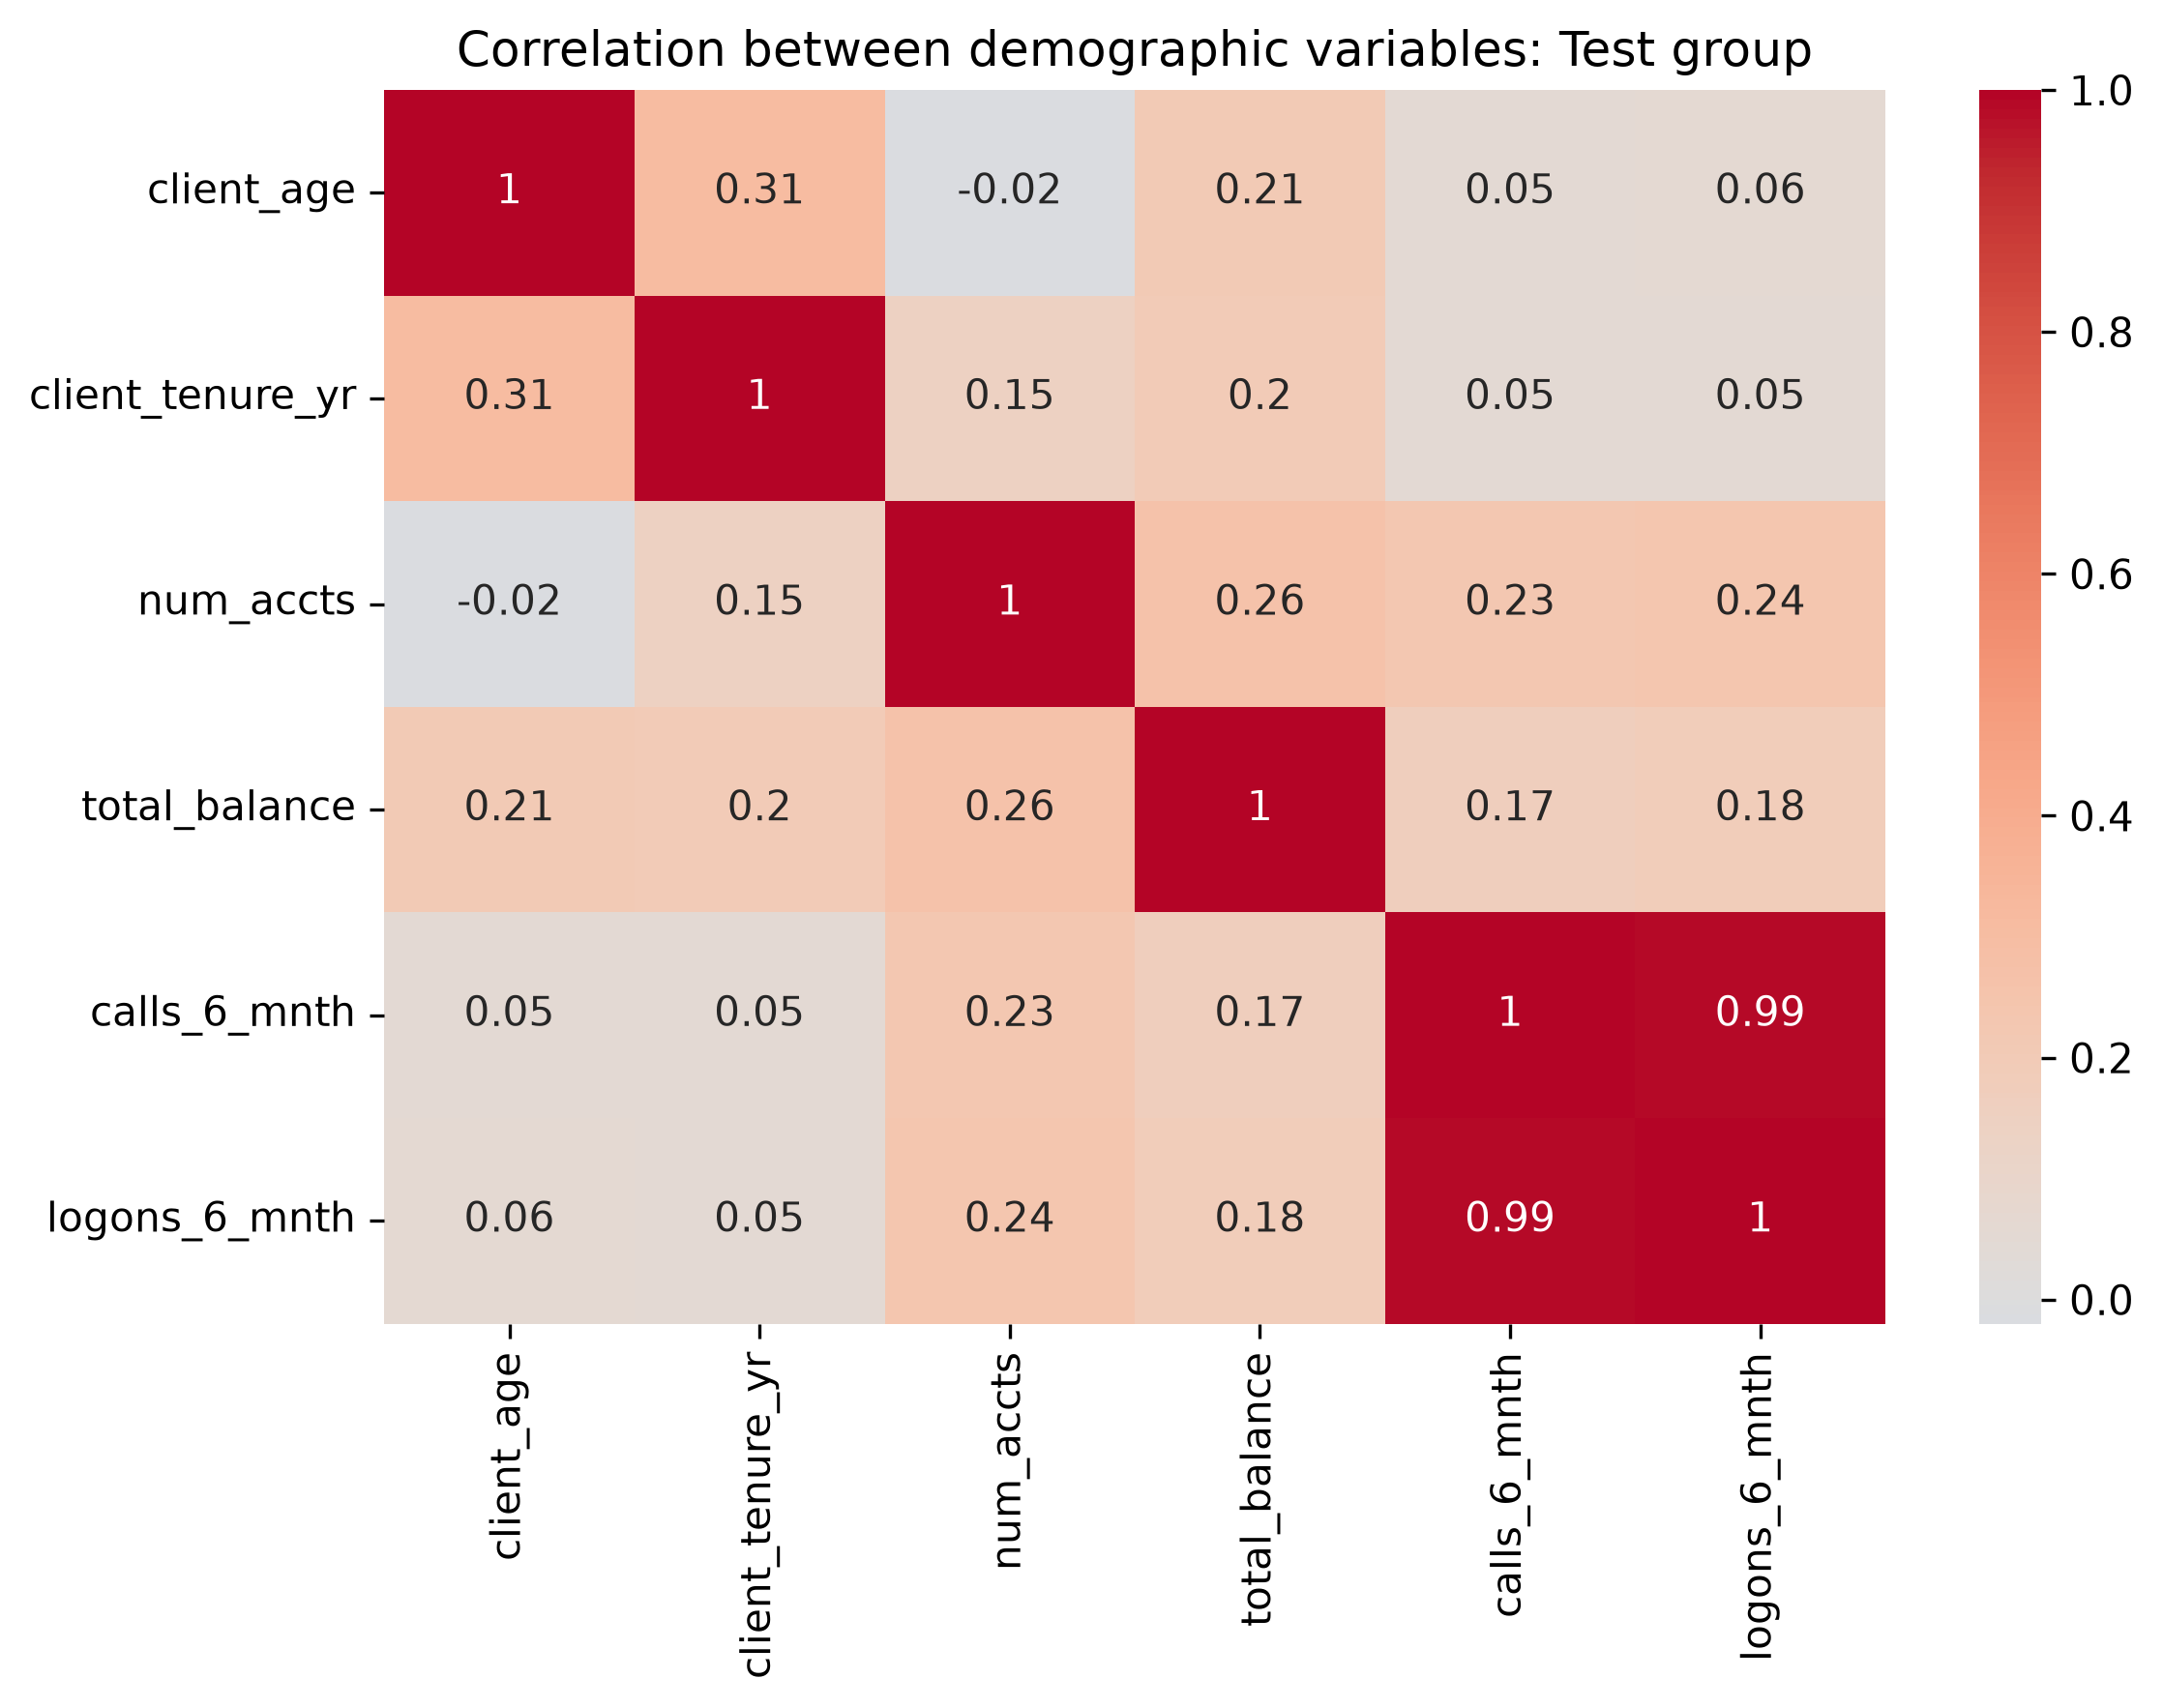 Correlation between demographic variables: Test group
client_age 1 0.31 -0.02 0.21 0.05 0.06
client_tenure_yr 0.31 1 0.15 0.2 0.05 0.05
num_accts -0.02 0.15 1 0.26 0.23 0.24
total_balance 0.21 0.2 0.26 1 0.17 0.18
calls_6_mnth 0.05 0.05 0.23 0.17 1 0.99
logons_6_mnth 0.06 0.05 0.24 0.18 0.99 1
client_age
client_tenure_yr
num_accts
total_balance
calls_6_mnth
logons_6_mnth
1.0
0.8
0.6
0.4
0.2
0.0